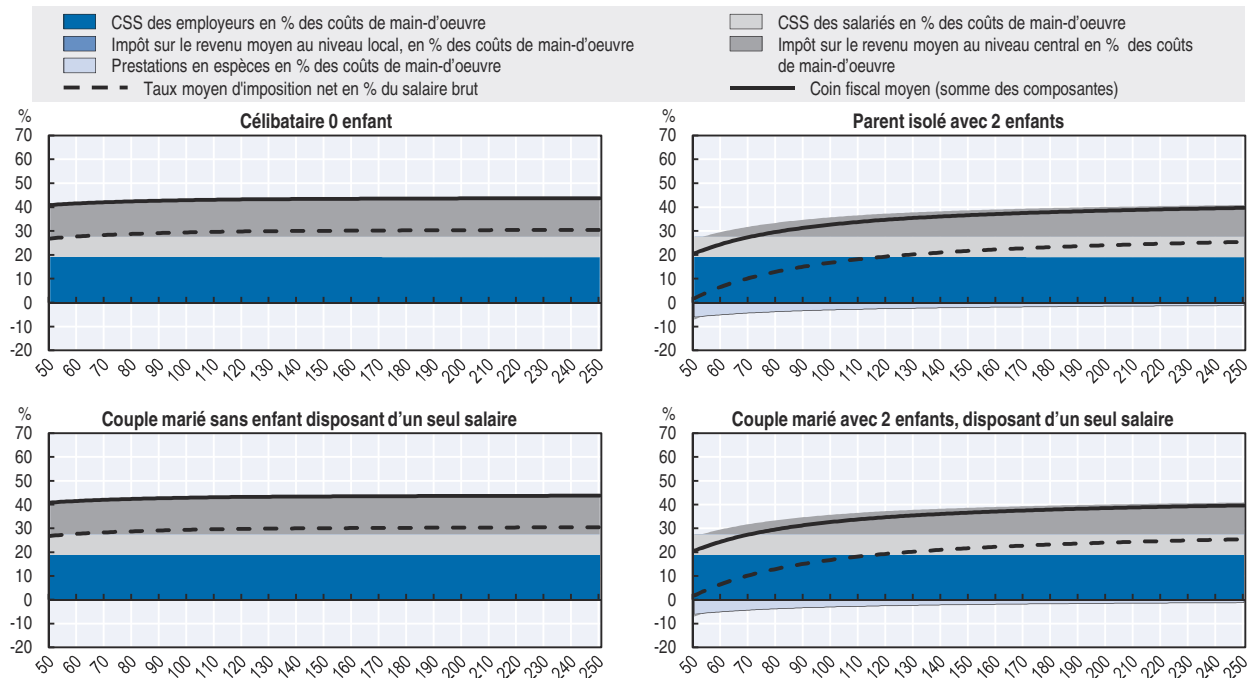 CSS des employeurs en % des coûts de main-d'oeuvre
CSS des salariés en % des coûts de main-d'oeuvre
Impôt sur le revenu moyen au niveau local, en % des coûts de main-d'oeuvre
Impôt sur le revenu moyen au niveau central en % des coûts
de main-d'oeuvre
Prestations en espèces en % des coûts de main-d'oeuvre
Taux moyen d'imposition net en % du salaire brut
Coin fiscal moyen (somme des composantes)
%
Célibataire 0 enfant
70
60
50
40
30
20
10
0
-10
-20
50 60 70 80 90 100 110 120 130 140 150 160 170 180 190 200 210 220 230 240 250
%
Parent isolé avec 2 enfants
70
60
50
40
30
20
10
0
-10
-20
50 60 70 80 90 100 110 120 130 140 150 160 170 180 190 200 210 220 230 240 250
%
Couple marié sans enfant disposant d'un seul salaire
70
60
50
40
30
20
10
0
-10
-20
50 60 70 80 90 100 110 120 130 140 150 160 170 180 190 200 210 220 230 240 250
%
Couple marié avec 2 enfants, disposant d'un seul salaire
70
60
50
40
30
20
10
0
-10
-20
50 60 70 80 90 100 110 120 130 140 150 160 170 180 190 200 210 220 230 240 250